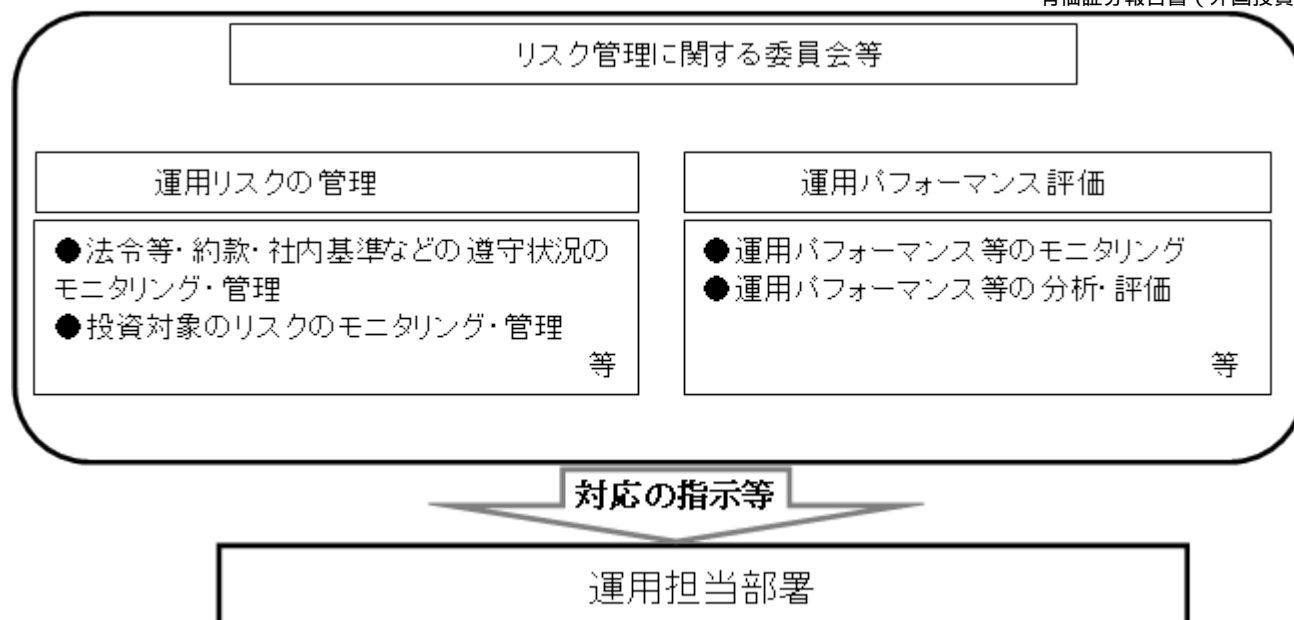 リスク管理に関する委員会等
運用リスクの管理
●法令等・約款・社内基準などの遵守状況の
モニタリング・管理
●投資対象のリスクのモニタリング・管理
等
運用パフォーマンス評価
●運用パフォーマンス等のモニタリング
●運用パフォーマンス等の分析・評価
等
対応の指示等
運用担当部署